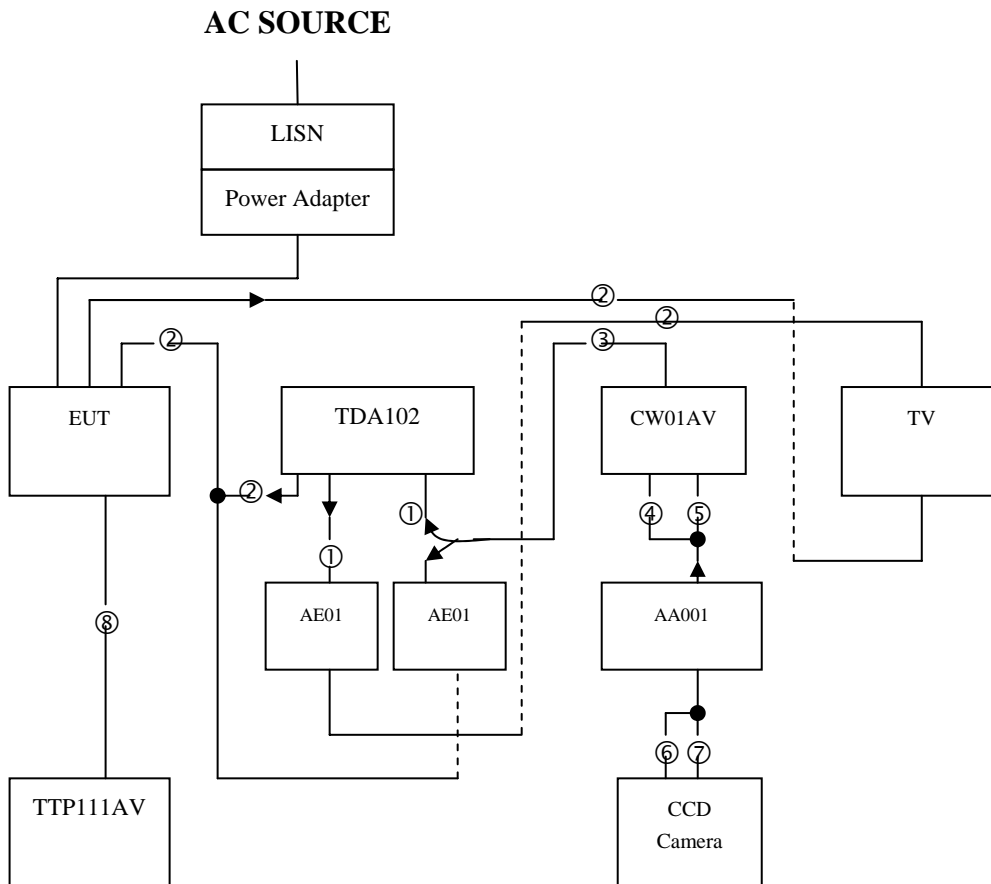 AC SOURCE
LISN
Power Adapter
②
②
③
②
EUT
TDA102
CW01AV
TV
②
①
④
⑤
①
⑧
AE01
AE01
AA001
⑥
⑦
TTP111AV
CCD
Camera